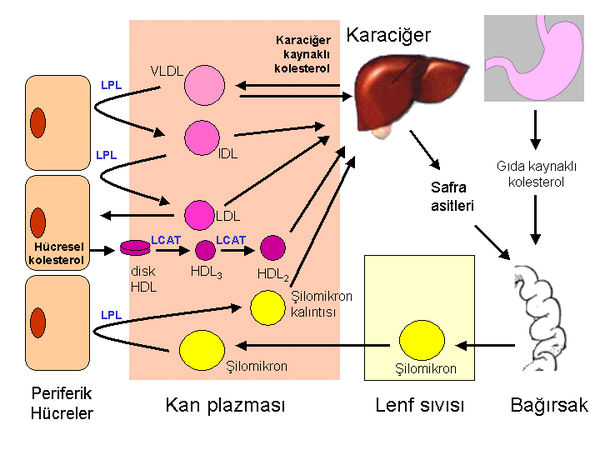 Karaciğer
Karaciğer
kaynaklı
kolesterol
VLDL
LPL
IDL
LPL
Gıda kaynaklı
kolesterol
Safra
asitleri
LDL
Hücresel
kolesterol
LCAT
LCAT
disk
HDL
HDL3
HDL2
Şilomikron
kalıntısı
LPL
Şilomikron
Şilomikron
Periferik
Hücreler
Kan plazması
Lenf sıvısı
Bağırsak